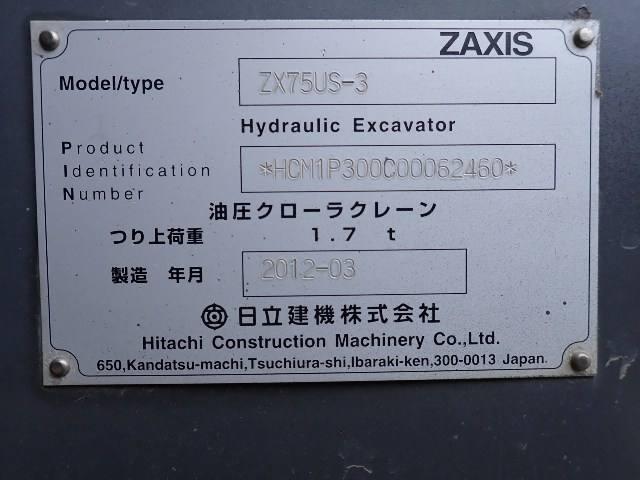 ZAXIS
Model/type ZX75US-3
Hydraulic Excavator
Product
Identification *HCM1P300C00062460*
Number
油圧クローラクレーン
つり上荷重 1.7 t
製造 年月 2012-03
日立建機株式会社
Hitachi Construction Machinery Co.,Ltd.
650,Kandatsu-machi,Tsuchiura-shi,Ibaraki-ken,300-0013 Japan.